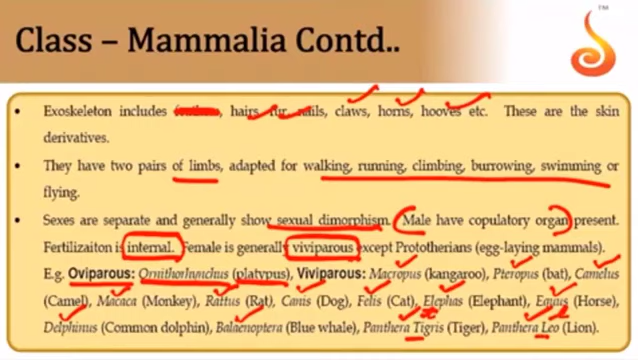 Class – Mammalia Contd..
TM
• Exoskeleton includes hairs, fur, nails, claws, horns, hooves etc. These are the skin
derivatives.
• They have two pairs of limbs, adapted for walking, running, climbing, burrowing, swimming or
flying.
• Sexes are separate and generally show sexual dimorphism. Male have copulatory organ present.
Fertilizaiton is internal. Female is generally viviparous except Prototherians (egg-laying mammals).
E.g. Oviparous: Ornithorhynchus (platypus), Viviparous: Macropus (kangaroo), Pteropus (bat), Camelus
(Camel), Macaca (Monkey), Rattus (Rat), Canis (Dog), Felis (Cat), Elephas (Elephant), Equus (Horse),
Delphinus (Common dolphin), Balaenoptera (Blue whale), Panthera Tigris (Tiger), Panthera Leo (Lion).
t l